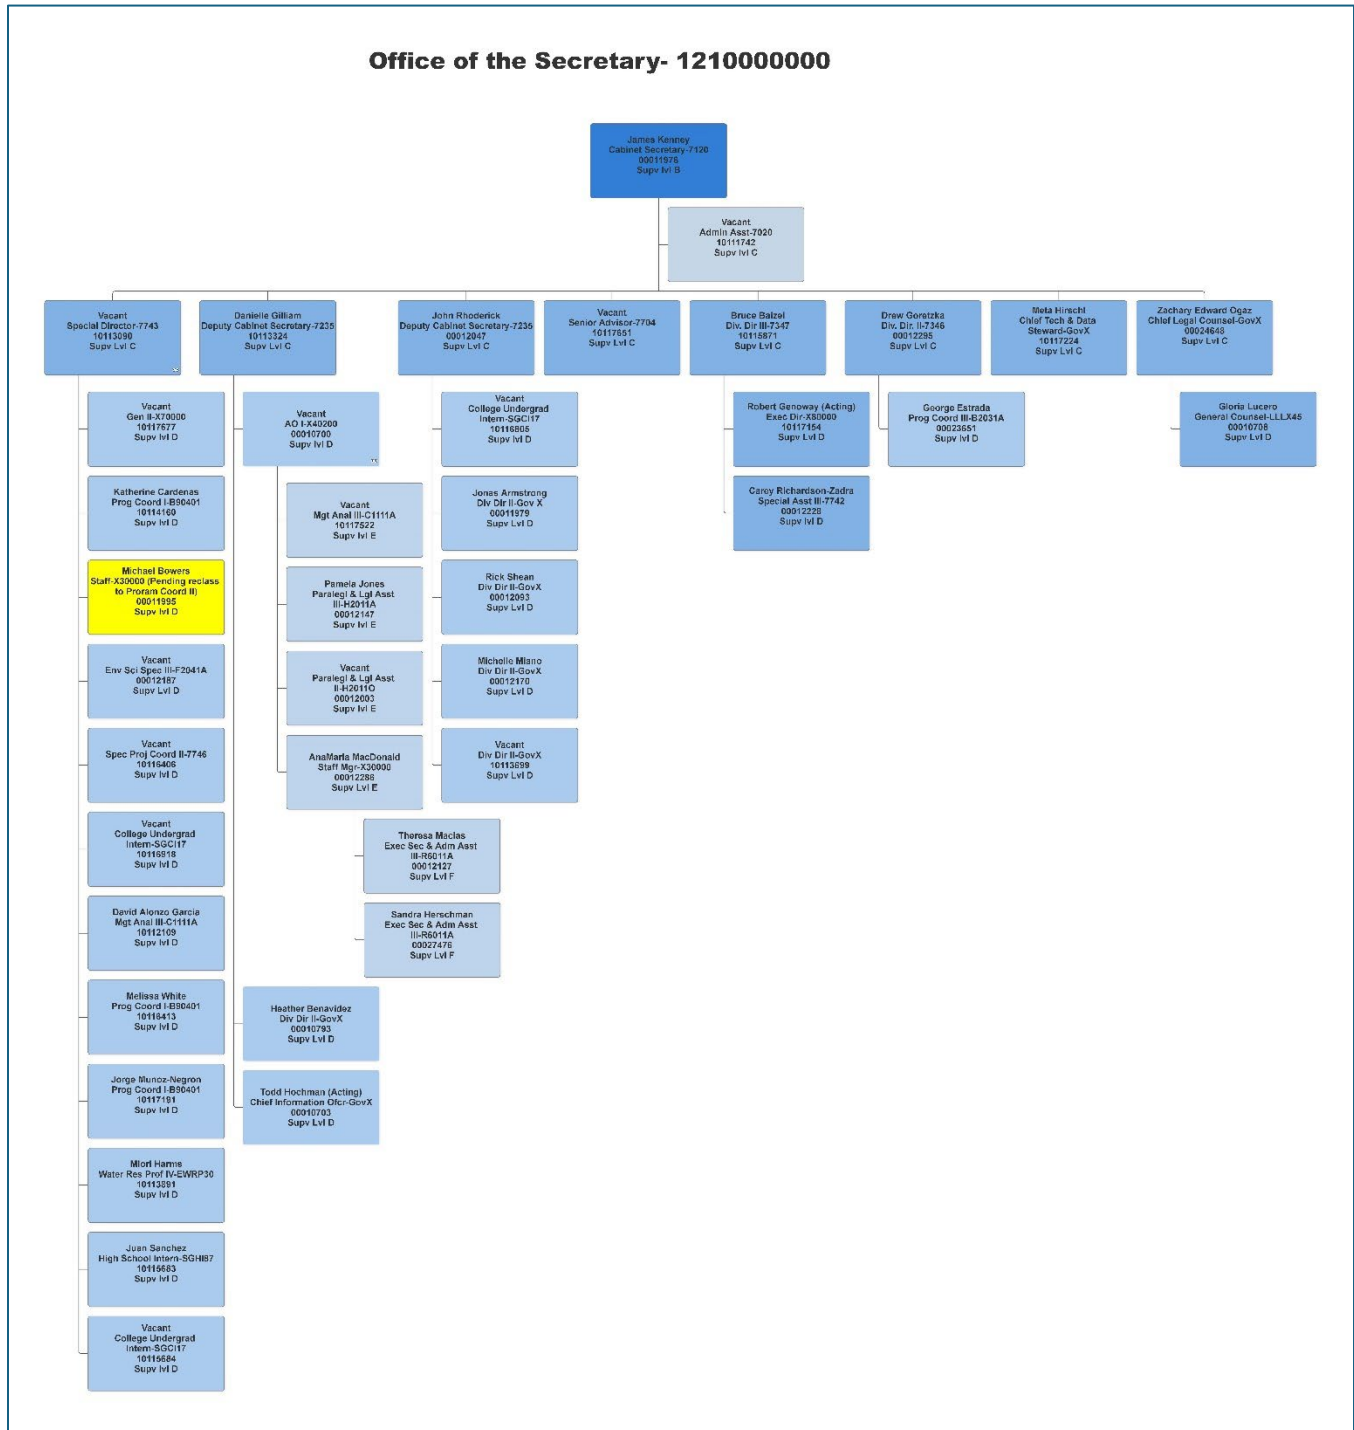 Office of the Secretary- 1210000000
James Kenney
Cabinet Secretary-7120
00011976
Supv lvl B
Vacant
Admin Asst-7020
10111742
Supv lvl C
Vacant
Special Director-7743
10113090
Supv Lvl C
Danielle Gilliam
Deputy Cabinet Secretary-7235
10113324
Supv Lvl C
John Rhoderick
Deputy Cabinet Secretary-7235
00012047
Supv Lvl C
Vacant
Senior Advisor-7704
10117651
Supv lvl C
Bruce Baizel
Div. Dir III-7347
10115871
Supv Lvl C
Drew Goretzka
Div. Dir. II-7346
00012295
Supv Lvl C
Meta Hirschl
Chief Tech & Data
Steward-GovX
10117224
Supv Lvl C
Zachary Edward Ogaz
Chief Legal Counsel-GovX
00024648
Supv Lvl C
Vacant
Gen II-X70000
10117677
Supv lvl D
Katherine Cardenas
Prog Coord I-B90401
10114160
Supv lvl D
Michael Bowers
Staff-X30000 (Pending reclass
to Proram Coord II)
00011995
Supv lvl D
Vacant
Env Sci Spec III-F2041A
00012187
Supv Lvl D
Vacant
Spec Proj Coord II-7746
10116406
Supv lvl D
Vacant
College Undergrad
Intern-SGCI17
10116918
Supv lvl D
David Alonzo Garcia
Mgt Anal III-C1111A
10112109
Supv lvl D
Melissa White
Prog Coord I-B90401
10116413
Supv lvl D
Jorge Munoz-Negron
Prog Coord I-B90401
10117191
Supv lvl D
Miori Harms
Water Res Prof IV-EWRP30
10113891
Supv lvl D
Juan Sanchez
High School Intern-SGHI87
10115683
Supv lvl D
Vacant
College Undergrad
Intern-SGCI17
10115684
Supv lvl D
Vacant
AO I-X40200
00010700
Supv lvl D
Vacant
Mgt Anal III-C1111A
10117522
Supv lvl E
Pamela Jones
Paralegl & Lgl Asst
III-H2011A
00012147
Supv lvl E
Vacant
Paralegl & Lgl Asst
II-H2011O
00012003
Supv lvl E
AnaMaria MacDonald
Staff Mgr-X30000
00012286
Supv Lvl E
Theresa Macias
Exec Sec & Adm Asst
III-R6011A
00012127
Supv Lvl F
Sandra Herschman
Exec Sec & Adm Asst
III-R6011A
00027476
Supv Lvl F
Heather Benavidez
Div Dir II-GovX
00010793
Supv Lvl D
Todd Hochman (Acting)
Chief Information Ofcr-GovX
00010703
Supv Lvl D
Vacant
College Undergrad
Intern-SGCI17
10116805
Supv lvl D
Jonas Armstrong
Div Dir II-Gov X
00011979
Supv Lvl D
Rick Shean
Div Dir II-GovX
00012093
Supv Lvl D
Michelle Miano
Div Dir II-GovX
00012170
Supv Lvl D
Vacant
Div Dir II-GovX
10113699
Supv Lvl D
Robert Genoway (Acting)
Exec Dir-X80000
10117154
Supv Lvl D
Carey Richardson-Zadra
Special Asst III-7742
00012228
Supv lvl D
George Estrada
Prog Coord III-B2031A
00023651
Supv lvl D
Gloria Lucero
General Counsel-LLLX45
00010708
Supv Lvl D